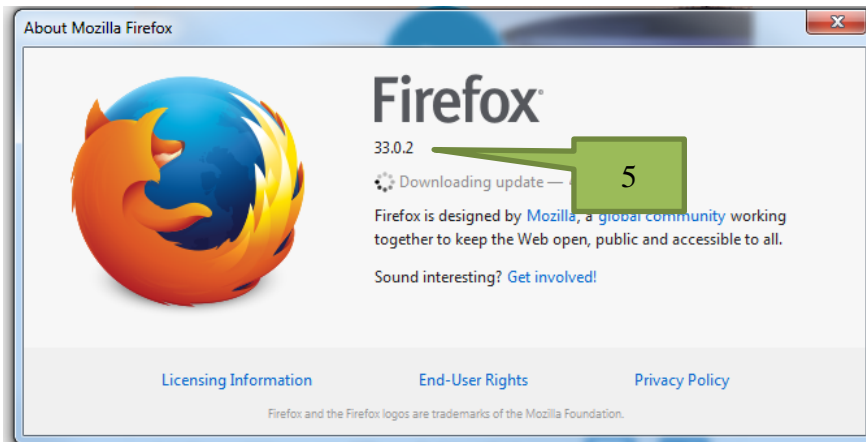 About Mozilla Firefox
Firefox
33.0.2
Downloading update —
5
Firefox is designed by Mozilla, a global community working
together to keep the Web open, public and accessible to all.
Sound interesting? Get involved!
Licensing Information End-User Rights Privacy Policy
Firefox and the Firefox logos are trademarks of the Mozilla Foundation.